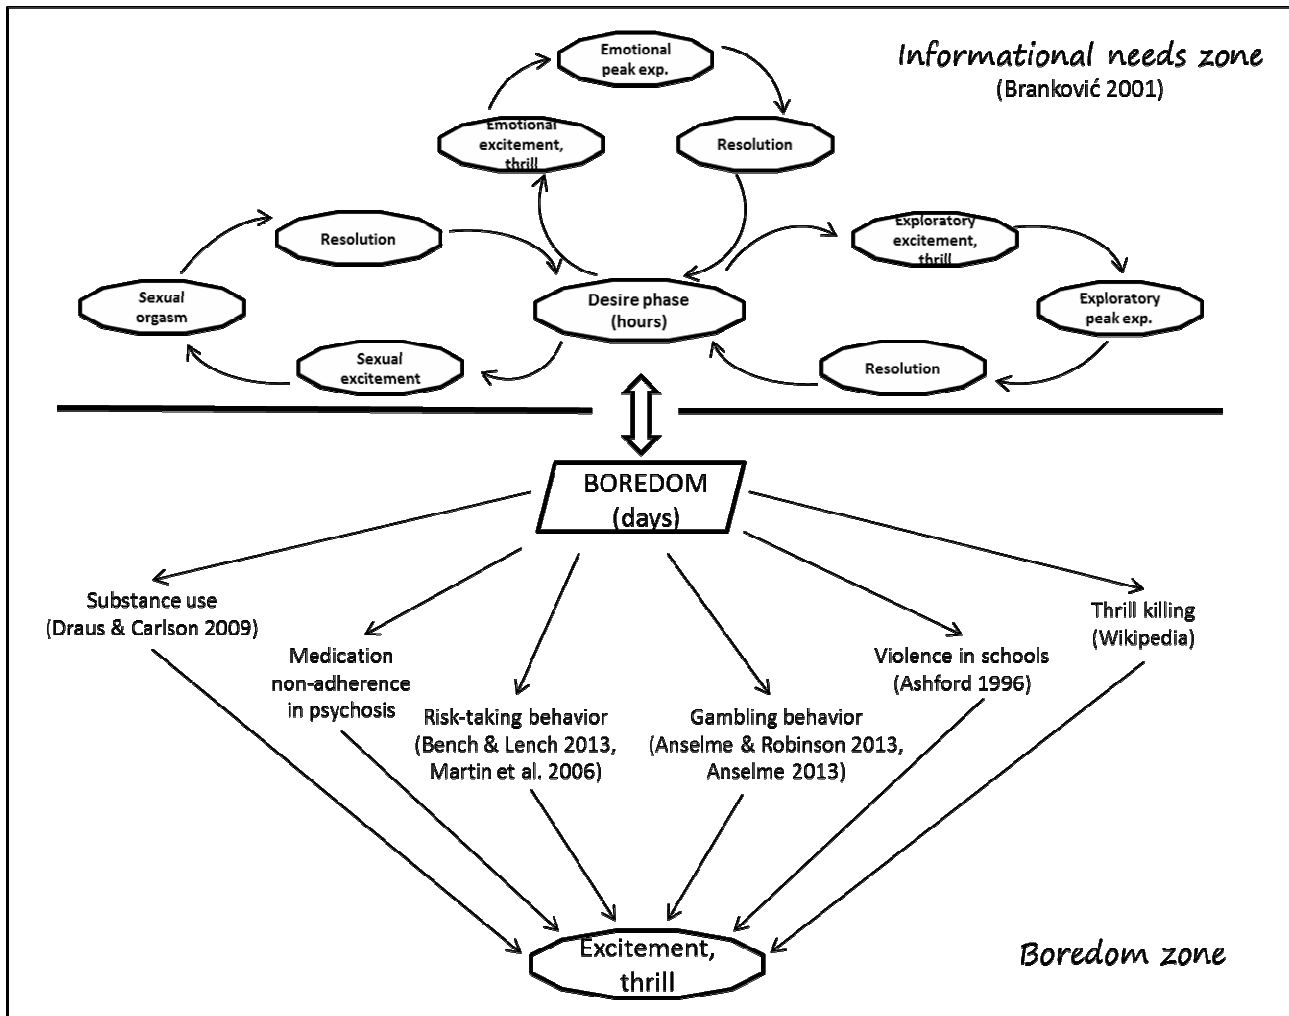 Informational needs zone
(Branković 2001)
Emotional
peak exp.
Emotional
excitement,
thrill
Resolution
Resolution
Exploratory
excitement,
thrill
Sexual
orgasm
Desire phase
(hours)
Exploratory
peak exp.
Sexual
excitement
Resolution
BOREDOM
(days)
Substance use
(Draus & Carlson 2009)
Medication
non-adherence
in psychosis
Risk-taking behavior
(Bench & Lench 2013,
Martin et al. 2006)
Gambling behavior
(Anselme & Robinson 2013,
Anselme 2013)
Violence in schools
(Ashford 1996)
Thrill killing
(Wikipedia)
Excitement,
thrill
Boredom zone